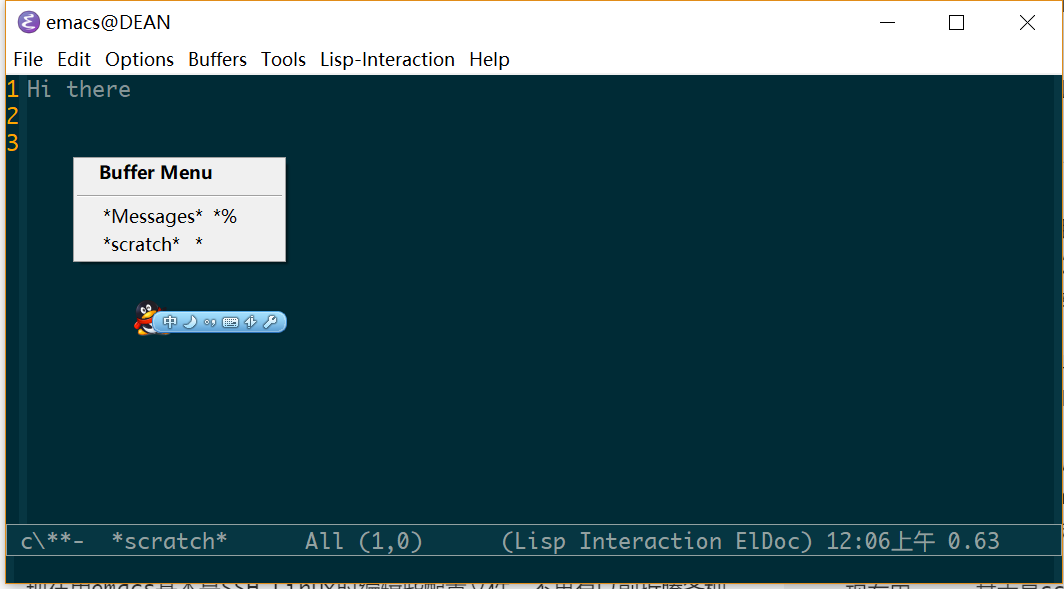 emacs@DEAN
File Edit Options Buffers Tools Lisp-Interaction Help
1 Hi there
2
3
Buffer Menu
*Messages* *%
*scratch* *
中
c\**- *scratch* All (1,0) (Lisp Interaction ElDoc) 12:06上午 0.63